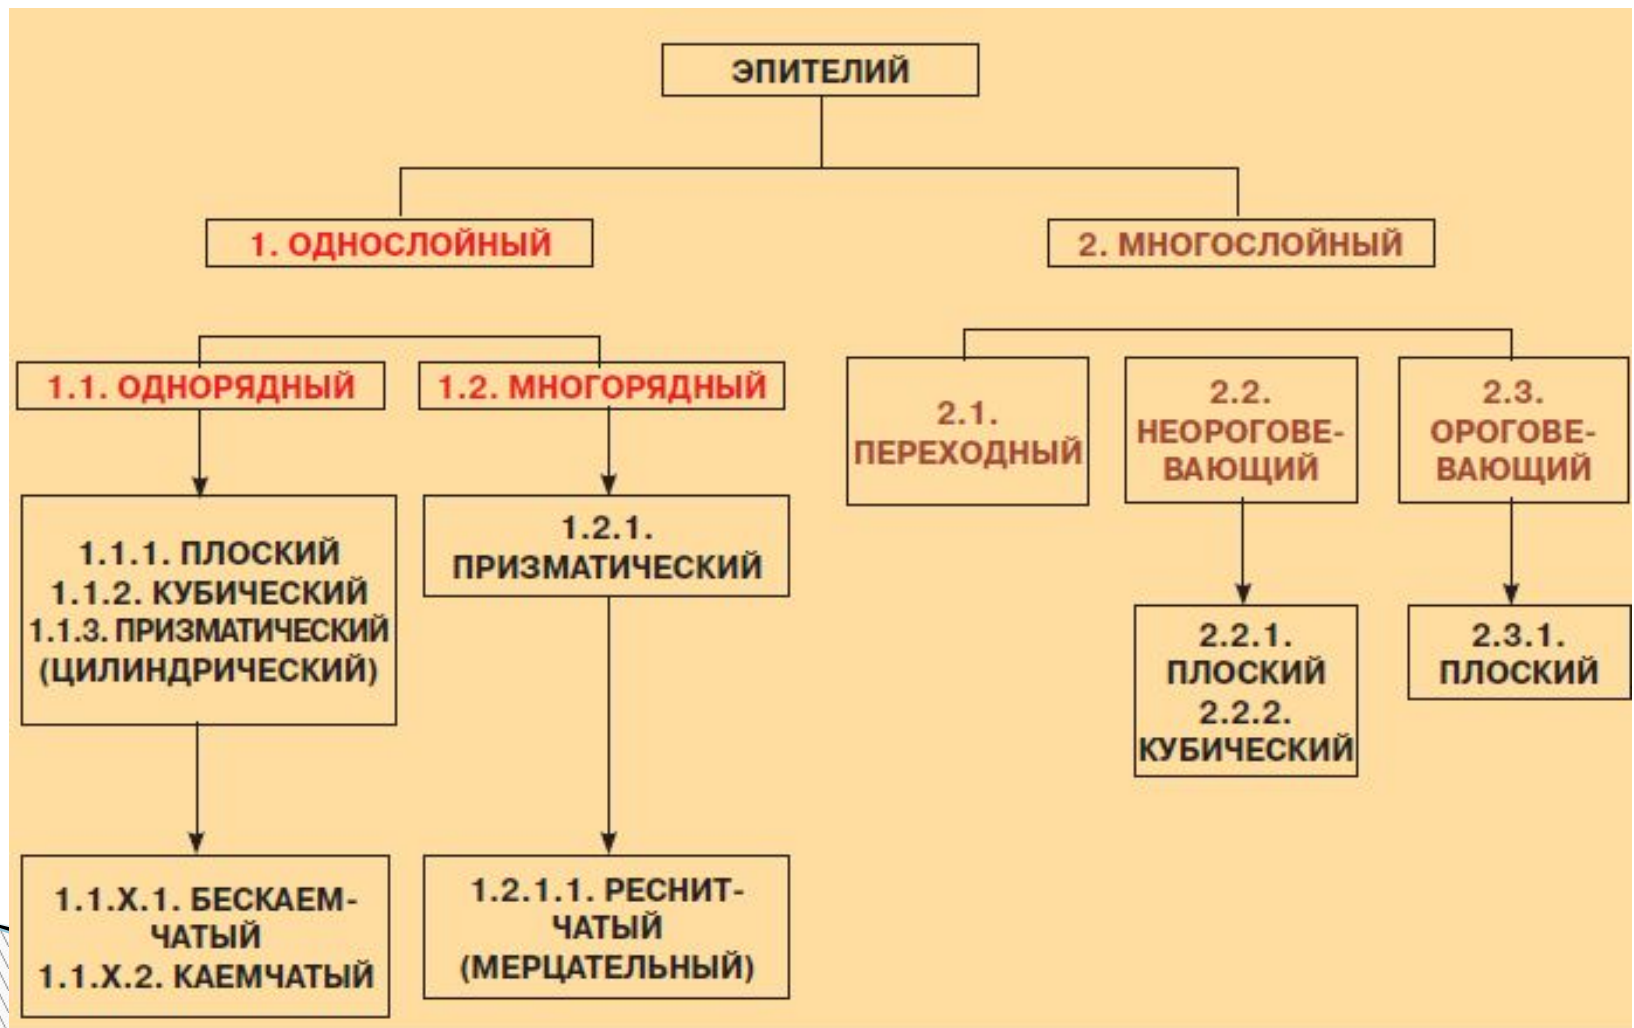 ЭПИТЕЛИЙ
1. ОДНОСЛОЙНЫЙ
2. МНОГОСЛОЙНЫЙ
1.1. ОДНОРЯДНЫЙ
1.2. МНОГОРЯДНЫЙ
2.1.
ПЕРЕХОДНЫЙ
2.2.
НЕОРОГОВЕ-
ВАЮЩИЙ
2.3.
ОРОГОВЕ-
ВАЮЩИЙ
1.1.1. ПЛОСКИЙ
1.1.2. КУБИЧЕСКИЙ
1.1.3. ПРИЗМАТИЧЕСКИЙ
(ЦИЛИНДРИЧЕСКИЙ)
1.2.1.
ПРИЗМАТИЧЕСКИЙ
2.2.1.
ПЛОСКИЙ
2.2.2.
КУБИЧЕСКИЙ
2.3.1.
ПЛОСКИЙ
1.1.Х.1. БЕСКАЕМ-
ЧАТЫЙ
1.1.Х.2. КАЕМЧАТЫЙ
1.2.1.1. РЕСНИТ-
ЧАТЫЙ
(МЕРЦАТЕЛЬНЫЙ)